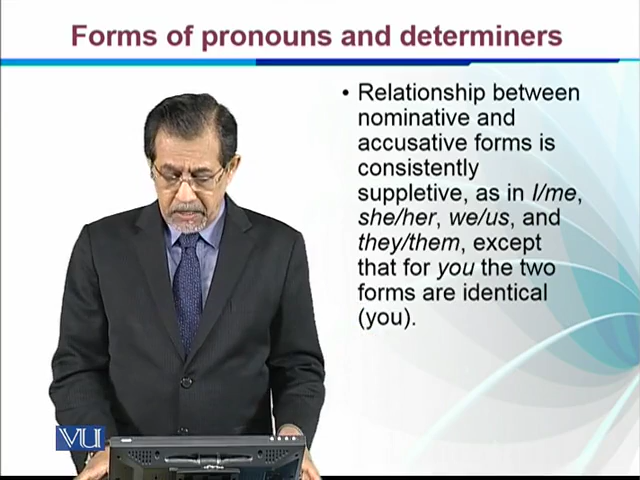 Forms of pronouns and determiners
• Relationship between
nominative and
accusative forms is
consistently
suppletive, as in I/me,
she/her, we/us, and
they/them, except
that for you the two
forms are identical
(you).
VU